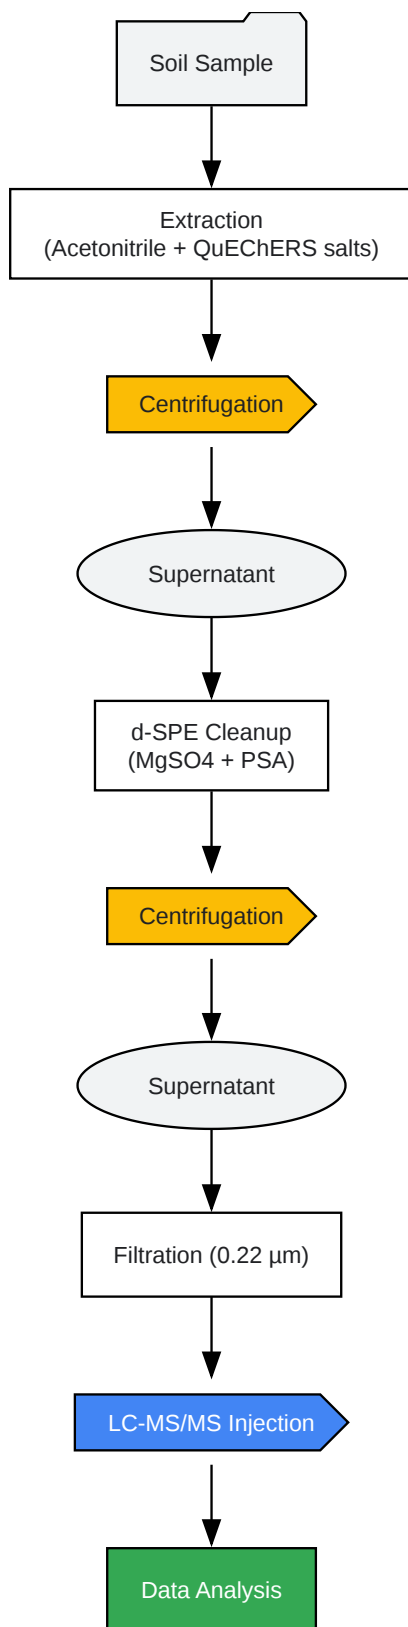 Soil Sample
Extraction
(Acetonitrile + QuEChERS salts)
Centrifugation
Supernatant
d-SPE Cleanup
(MgSO4 + PSA)
Centrifugation
Supernatant
Filtration (0.22 µm)
LC-MS/MS Injection
Data Analysis